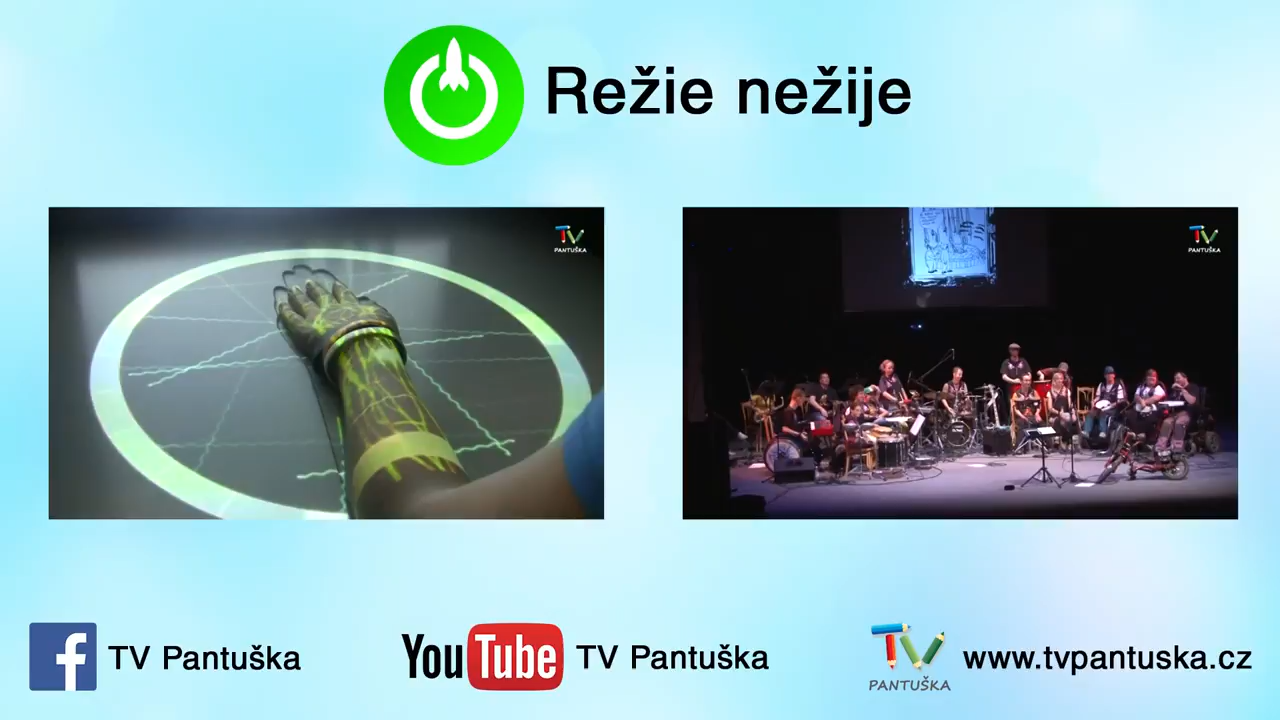 Režie nežije
TV
PANTUŠKA
TV
PANTUŠKA
f TV Pantuška
YouTube TV Pantuška
TV
PANTUŠKA
www.tvpantuska.cz